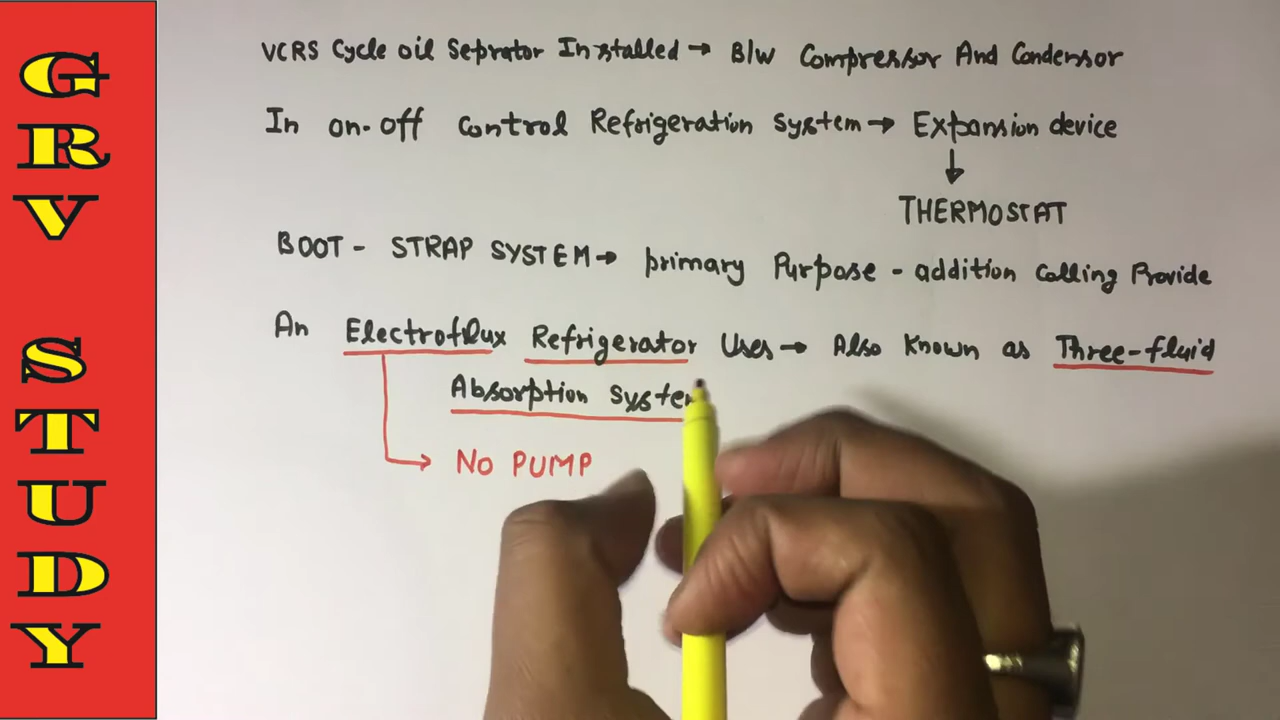 GRV STUDY
VCRS Cycle oil Seprator Installed → B/w Compressor And Condensor
In on-off Control Refrigeration System → Expansion device
↓
THERMOSTAT
BOOT - STRAP SYSTEM → primary Purpose - addition Colling Provide
An Electroflux Refrigerator Uses → Also known as Three-fluid
Absorption System
→ No PUMP